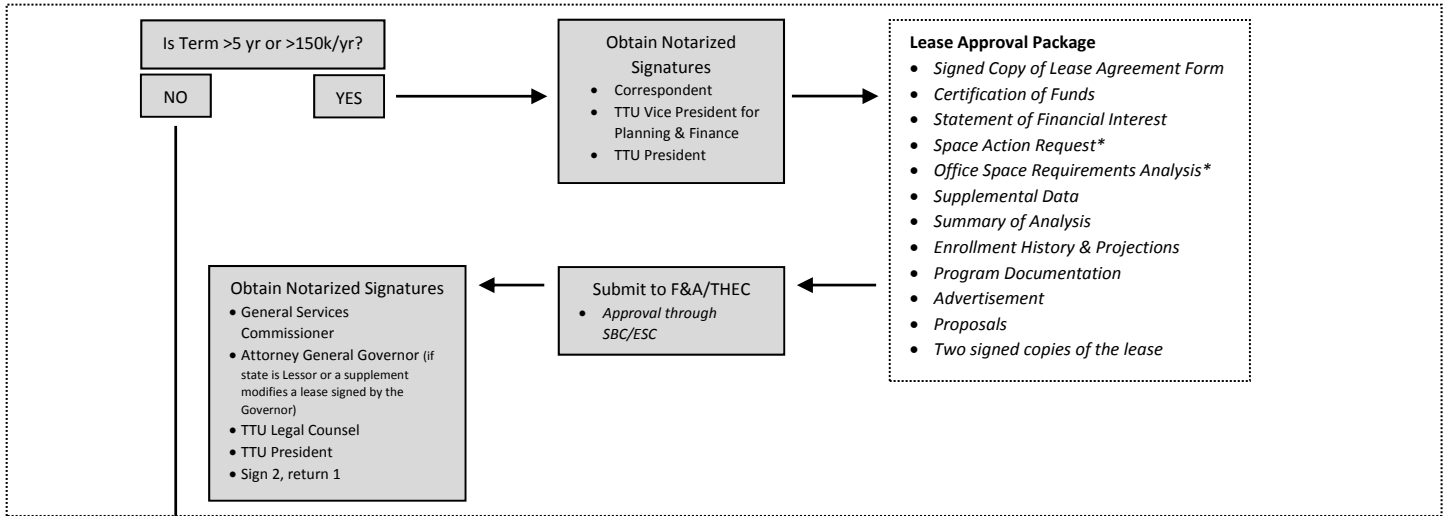 Is Term >5 yr or >150k/yr?
NO
YES
Obtain Notarized
Signatures
• Correspondent
• TTU Vice President for
Planning & Finance
• TTU President
Lease Approval Package
• Signed Copy of Lease Agreement Form
• Certification of Funds
• Statement of Financial Interest
• Space Action Request*
• Office Space Requirements Analysis*
• Supplemental Data
• Summary of Analysis
• Enrollment History & Projections
• Program Documentation
• Advertisement
• Proposals
• Two signed copies of the lease
Submit to F&A/THEC
• Approval through
SBC/ESC
Obtain Notarized Signatures
• General Services
Commissioner
• Attorney General Governor (if
state is Lessor or a supplement
modifies a lease signed by the
Governor)
• TTU Legal Counsel
• TTU President
• Sign 2, return 1